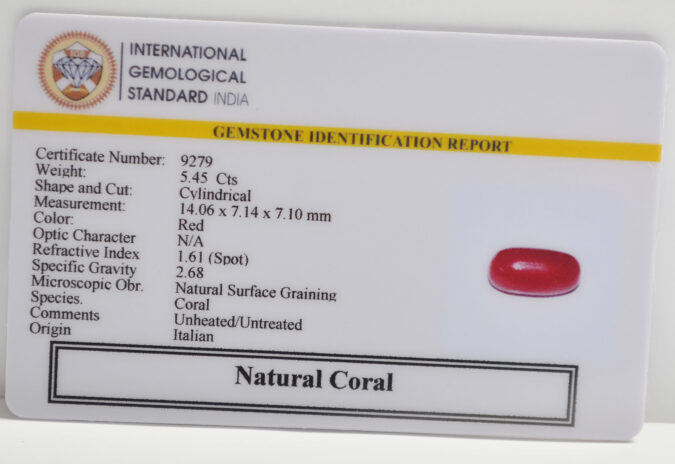 IGS
INTERNATIONAL
GEMOLOGICAL
STANDARD INDIA
GEMSTONE IDENTIFICATION REPORT
Certificate Number: 9279
Weight: 5.45 Cts
Shape and Cut: Cylindrical
Measurement: 14.06 x 7.14 x 7.10 mm
Color: Red
Optic Character N/A
Refractive Index 1.61 (Spot)
Specific Gravity 2.68
Microscopic Obr. Natural Surface Graining
Species. Coral
Comments Unheated/Untreated
Origin Italian
Natural Coral